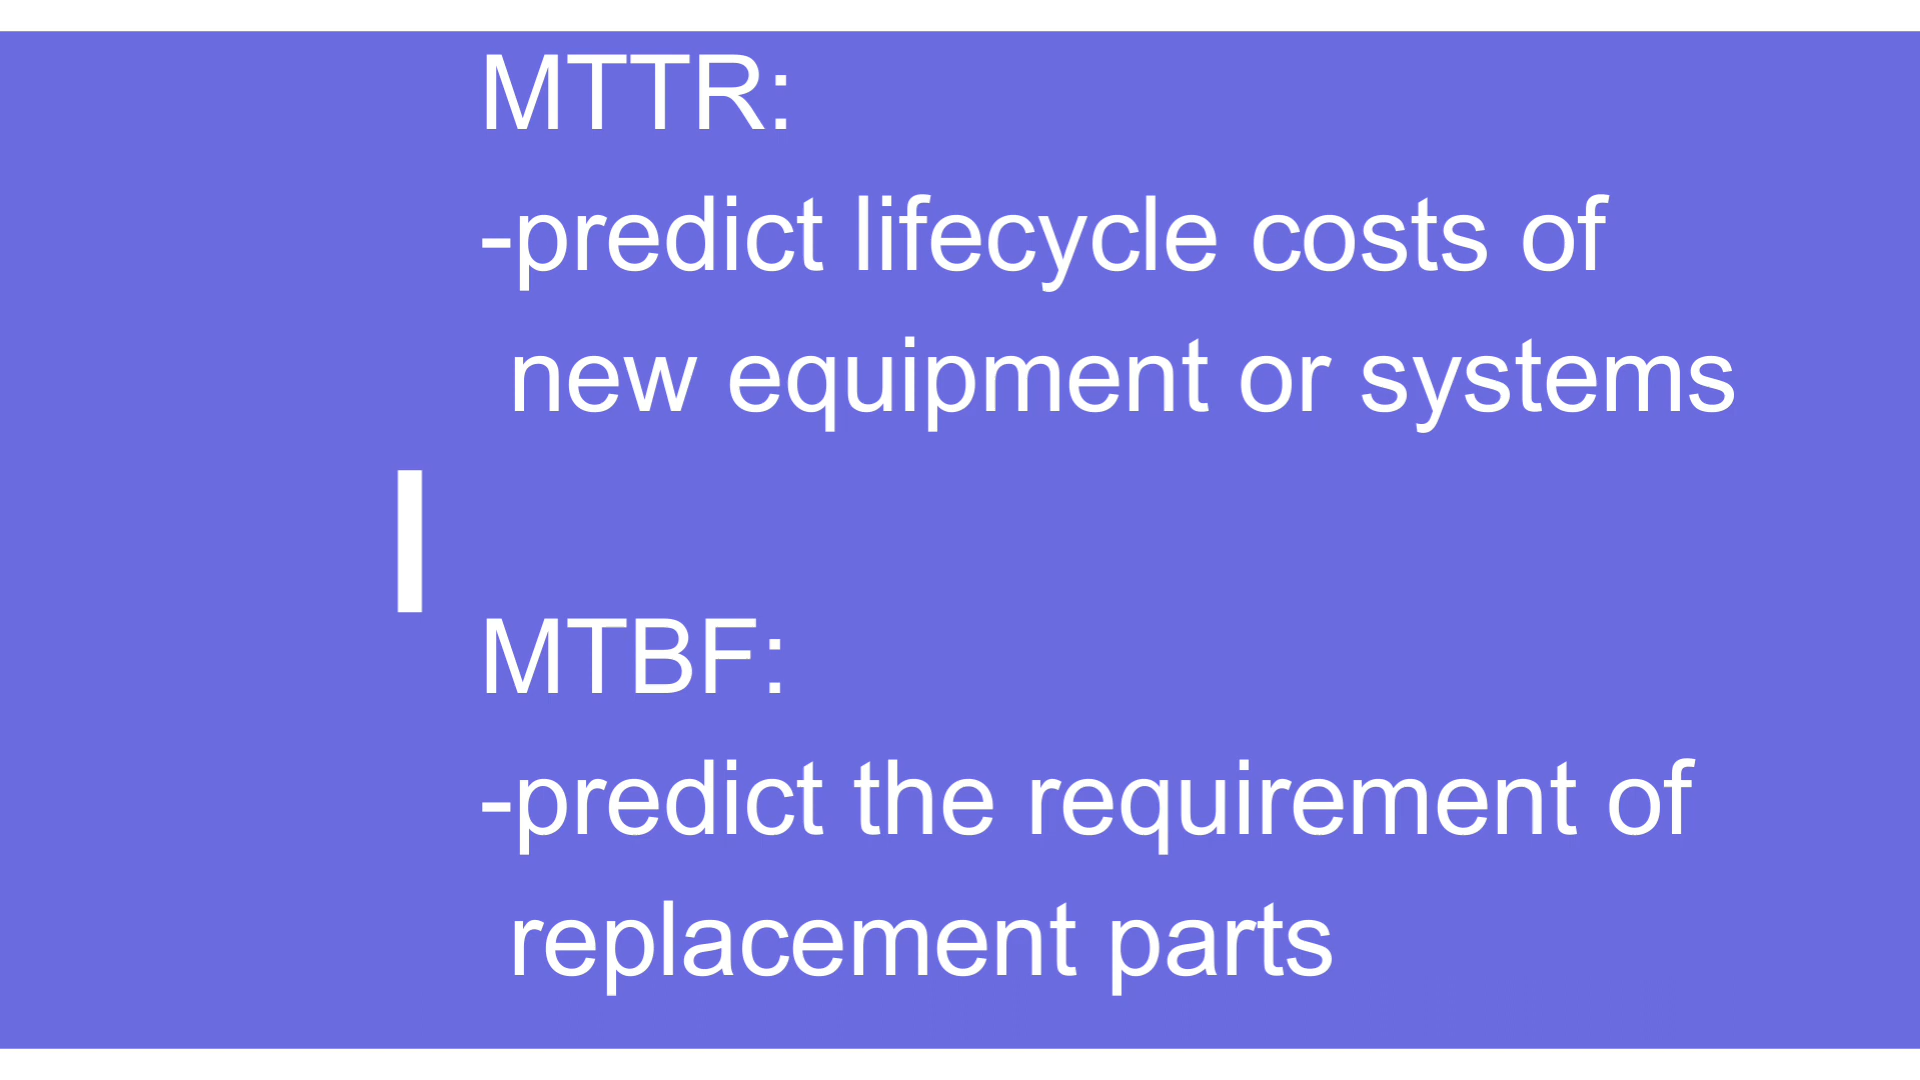 MTTR:
-predict lifecycle costs of
new equipment or systems
MTBF:
-predict the requirement of
replacement parts